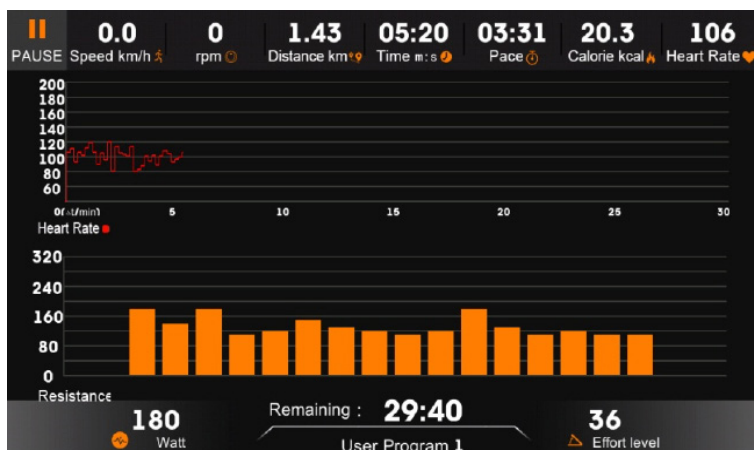 0.0 0 1.43 05:20 03:31 20.3 106
PAUSE Speed km/h rpm Distance km Time m:s Pace Calorie kcal Heart Rate
200
180
160
140
120
100
80
60
0(Δt/min) 5 10 15 20 25 30
Heart Rate
320
240
160
80
0
Resistance
Remaining : 29:40
180 36
Watt Effort level
User Program 1